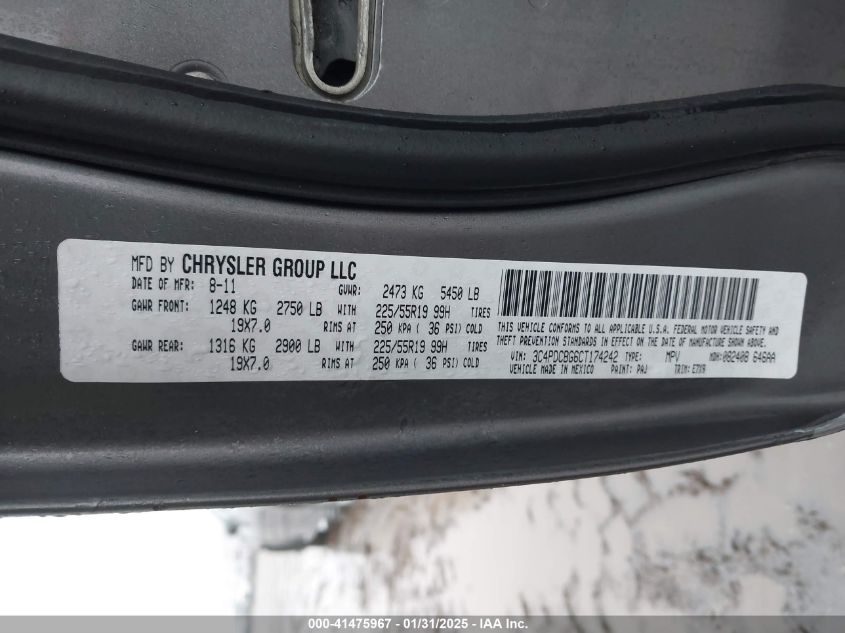 MFD BY CHRYSLER GROUP LLC
DATE OF MFR: 8-11 GVWR: 2473 KG 5450 LB
GAWR FRONT: 1248 KG 2750 LB WITH 225/55R19 99H TIRES
19X7.0 RIMS AT 250 KPA ( 36 PSI) COLD
GAWR REAR: 1316 KG 2900 LB WITH 225/55R19 99H TIRES
19X7.0 RIMS AT 250 KPA ( 36 PSI) COLD
THIS VEHICLE CONFORMS TO ALL APPLICABLE U.S.A. FEDERAL MOTOR VEHICLE SAFETY AND
THEFT PREVENTION STANDARDS IN EFFECT ON THE DATE OF MANUFACTURE SHOWN ABOVE.
VIN: 3C4PDCBG6CT174242 TYPE: MPV MDH: 082408 646AA
VEHICLE MADE IN MEXICO PAINT: PAJ TRIM: E7X9
000-41475967 - 01/31/2025 - IAA Inc.